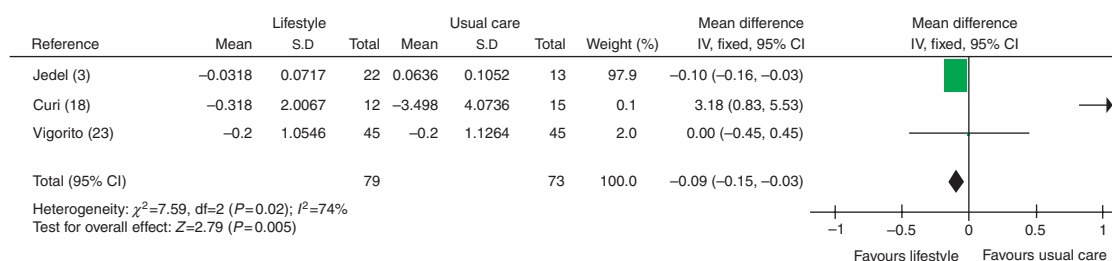 Lifestyle Usual care Mean difference Mean difference
Reference Mean S.D Total Mean S.D Total Weight (%) IV, fixed, 95% CI IV, fixed, 95% CI
Jedel (3) −0.0318 0.0717 22 0.0636 0.1052 13 97.9 −0.10 (−0.16, −0.03)
Curi (18) −0.318 2.0067 12 −3.498 4.0736 15 0.1 3.18 (0.83, 5.53)
Vigorito (23) −0.2 1.0546 45 −0.2 1.1264 45 2.0 0.00 (−0.45, 0.45)
Total (95% CI) 79 73 100.0 −0.09 (−0.15, −0.03)
Heterogeneity: χ²=7.59, df=2 (P=0.02); I²=74%
Test for overall effect: Z=2.79 (P=0.005)
−1 −0.5 0 0.5 1
Favours lifestyle Favours usual care